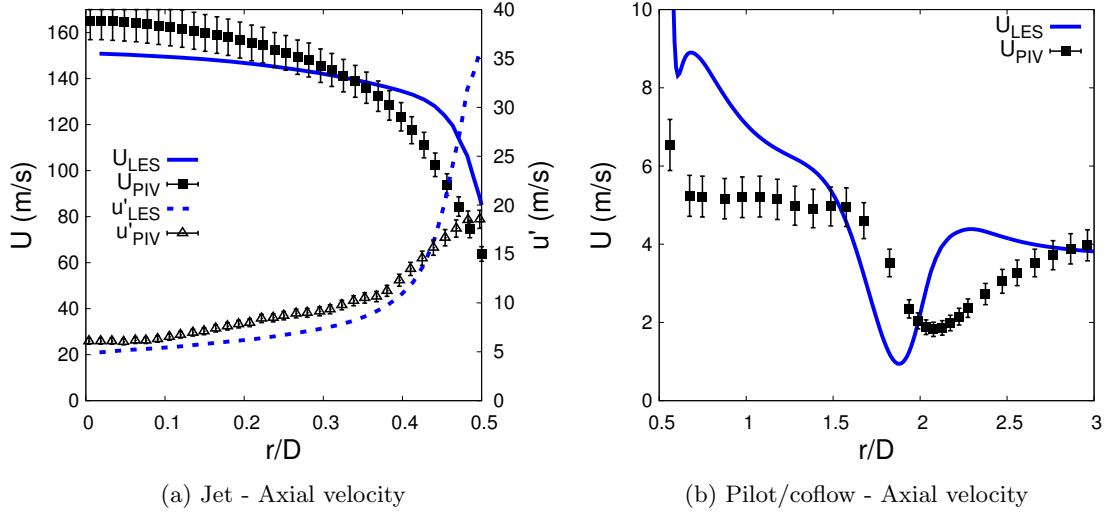 160
140
120
100
80
60
40
20
0
U (m/s)
40
35
30
25
20
15
10
5
0
u' (m/s)
U_LES
U_PIV
u'_LES
u'_PIV
0 0.1 0.2 0.3 0.4 0.5
r/D
(a) Jet - Axial velocity
10
8
6
4
2
0
U (m/s)
U_LES
U_PIV
0.5 1 1.5 2 2.5 3
r/D
(b) Pilot/coflow - Axial velocity